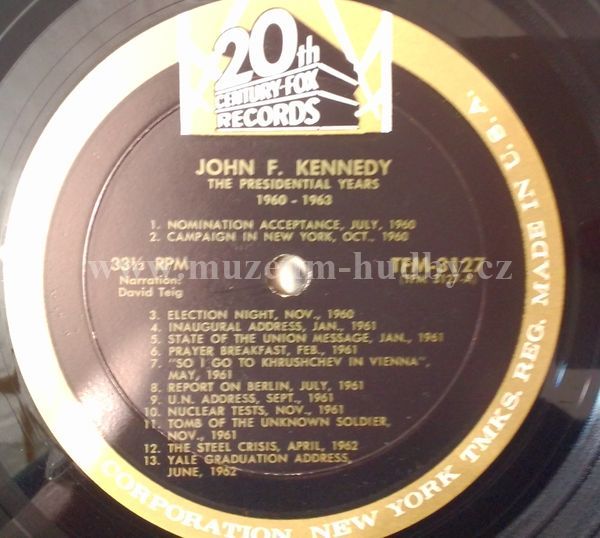 20th
CENTURY-FOX
RECORDS
JOHN F. KENNEDY
THE PRESIDENTIAL YEARS
1960 - 1963
1. NOMINATION ACCEPTANCE, JULY, 1960
2. CAMPAIGN IN NEW YORK, OCT., 1960
33⅓ RPM
Narration:
David Teig
TFM-3127
(TFM-3127-A)
www.muzeum-hudby.cz
3. ELECTION NIGHT, NOV., 1960
4. INAUGURAL ADDRESS, JAN., 1961
5. STATE OF THE UNION MESSAGE, JAN., 1961
6. PRAYER BREAKFAST, FEB., 1961
7. "SO I GO TO KHRUSHCHEV IN VIENNA",
MAY, 1961
8. REPORT ON BERLIN, JULY, 1961
9. U.N. ADDRESS, SEPT., 1961
10. NUCLEAR TESTS, NOV., 1961
11. TOMB OF THE UNKNOWN SOLDIER,
NOV., 1961
12. THE STEEL CRISIS, APRIL, 1962
13. YALE GRADUATION ADDRESS,
JUNE, 1962
CORPORATION, NEW YORK TMKS. REG. MADE IN U.S.A.